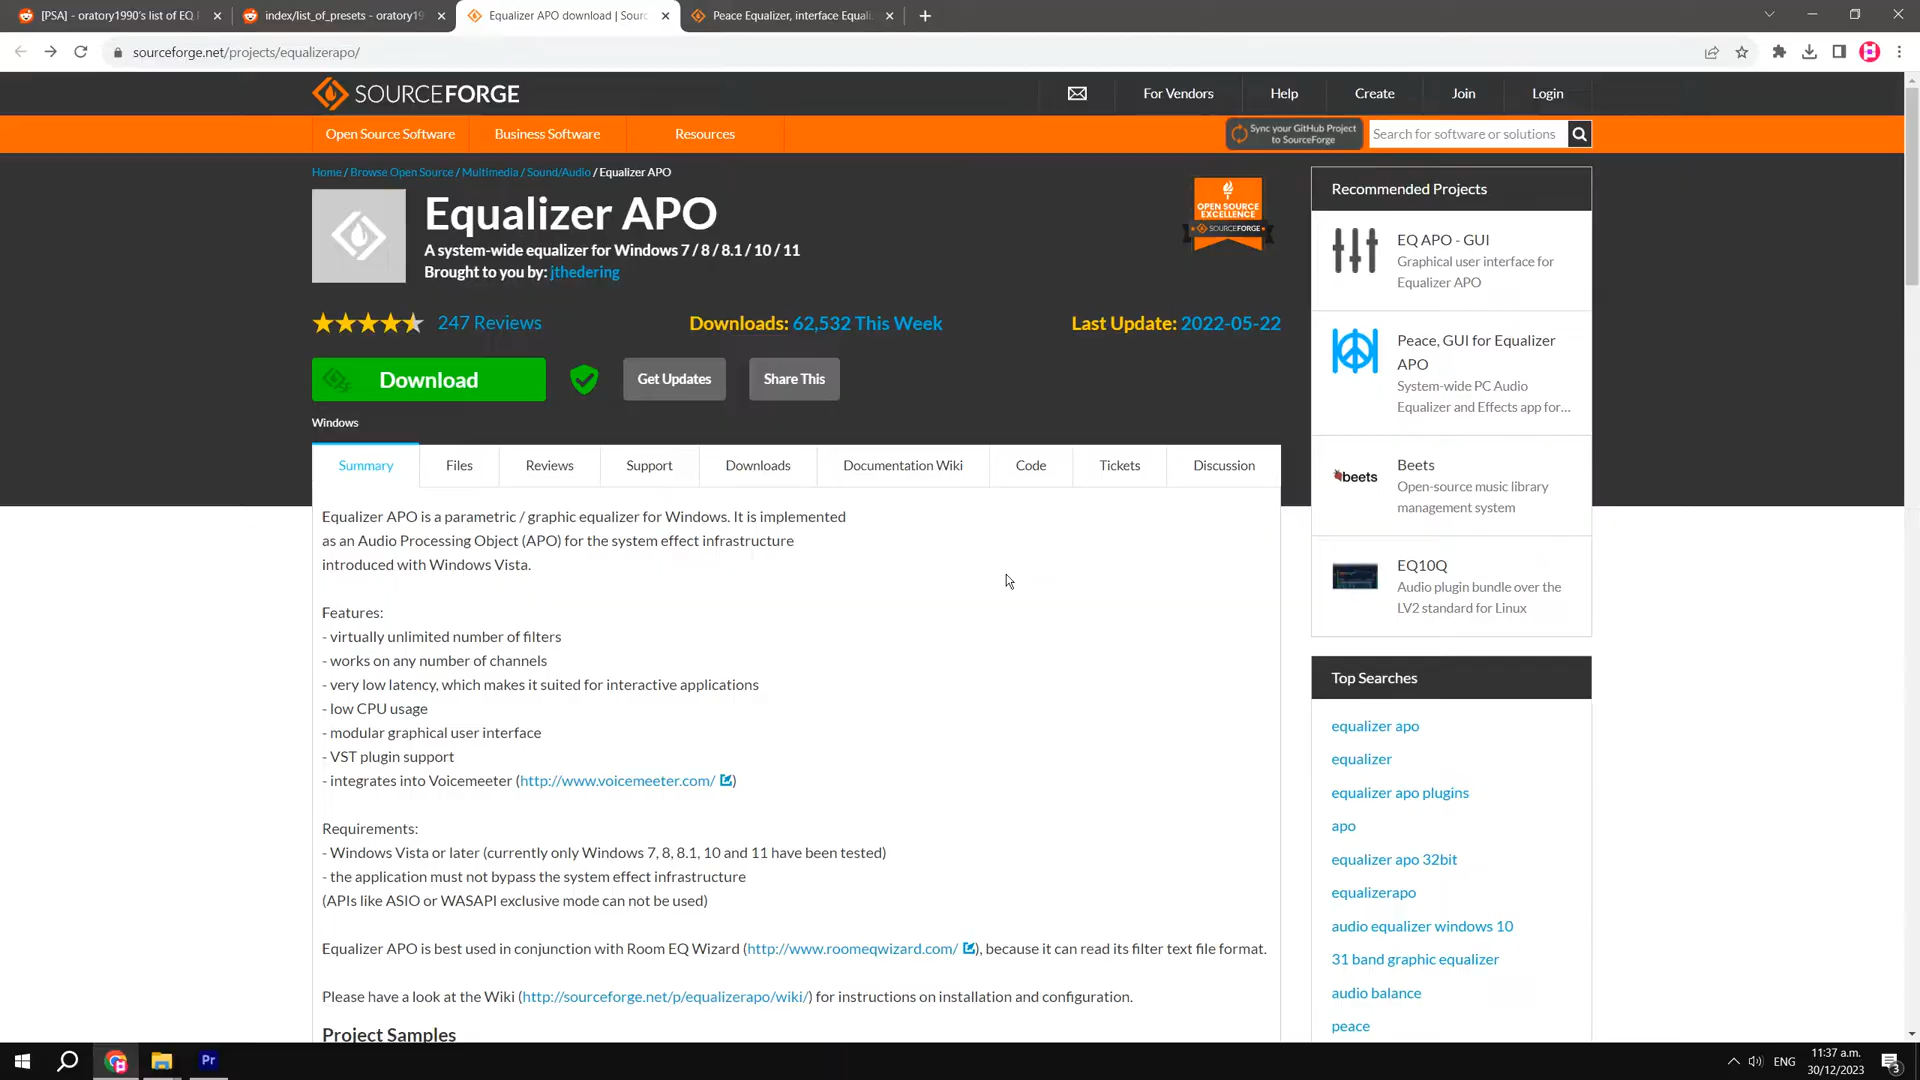 [PSA] - oratory1990's list of EQ
index/list_of_presets - oratory19
Equalizer APO download | Sourc
Peace Equalizer, interface Equali
sourceforge.net/projects/equalizerapo/
SOURCEFORGE
For Vendors
Help
Create
Join
Login
Open Source Software
Business Software
Resources
Sync your GitHub Project
to SourceForge
Search for software or solutions
Home / Browse Open Source / Multimedia / Sound/Audio / Equalizer APO
Equalizer APO
A system-wide equalizer for Windows 7 / 8 / 8.1 / 10 / 11
Brought to you by: jthedering
OPEN SOURCE
EXCELLENCE
SOURCEFORGE
247 Reviews
Downloads: 62,532 This Week
Last Update: 2022-05-22
Download
Get Updates
Share This
Windows
Summary
Files
Reviews
Support
Downloads
Documentation Wiki
Code
Tickets
Discussion
Equalizer APO is a parametric / graphic equalizer for Windows. It is implemented
as an Audio Processing Object (APO) for the system effect infrastructure
introduced with Windows Vista.
Features:
- virtually unlimited number of filters
- works on any number of channels
- very low latency, which makes it suited for interactive applications
- low CPU usage
- modular graphical user interface
- VST plugin support
- integrates into Voicemeeter (http://www.voicemeeter.com/ )
Requirements:
- Windows Vista or later (currently only Windows 7, 8, 8.1, 10 and 11 have been tested)
- the application must not bypass the system effect infrastructure
(APIs like ASIO or WASAPI exclusive mode can not be used)
Equalizer APO is best used in conjunction with Room EQ Wizard (http://www.roomeqwizard.com/ ), because it can read its filter text file format.
Please have a look at the Wiki (http://sourceforge.net/p/equalizerapo/wiki/) for instructions on installation and configuration.
Project Samples
Recommended Projects
EQ APO - GUI
Graphical user interface for
Equalizer APO
Peace, GUI for Equalizer
APO
System-wide PC Audio
Equalizer and Effects app for...
beets
Beets
Open-source music library
management system
EQ10Q
Audio plugin bundle over the
LV2 standard for Linux
Top Searches
equalizer apo
equalizer
equalizer apo plugins
apo
equalizer apo 32bit
equalizerapo
audio equalizer windows 10
31 band graphic equalizer
audio balance
peace
Pr
ENG
11:37 a.m.
30/12/2023
3